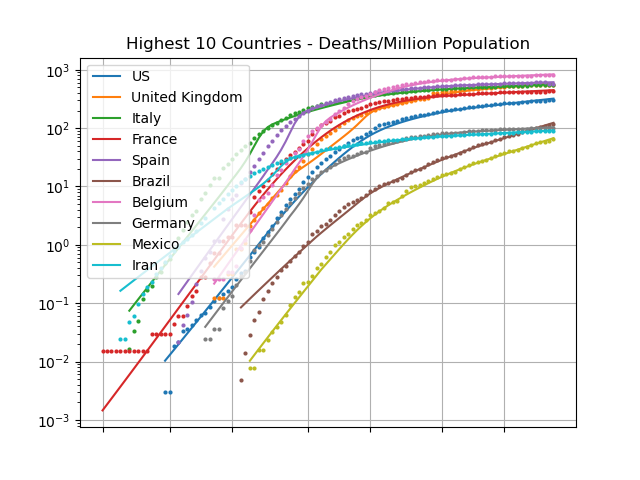 Highest 10 Countries - Deaths/Million Population
10³
10²
10¹
10⁰
10⁻¹
10⁻²
10⁻³
US
United Kingdom
Italy
France
Spain
Brazil
Belgium
Germany
Mexico
Iran